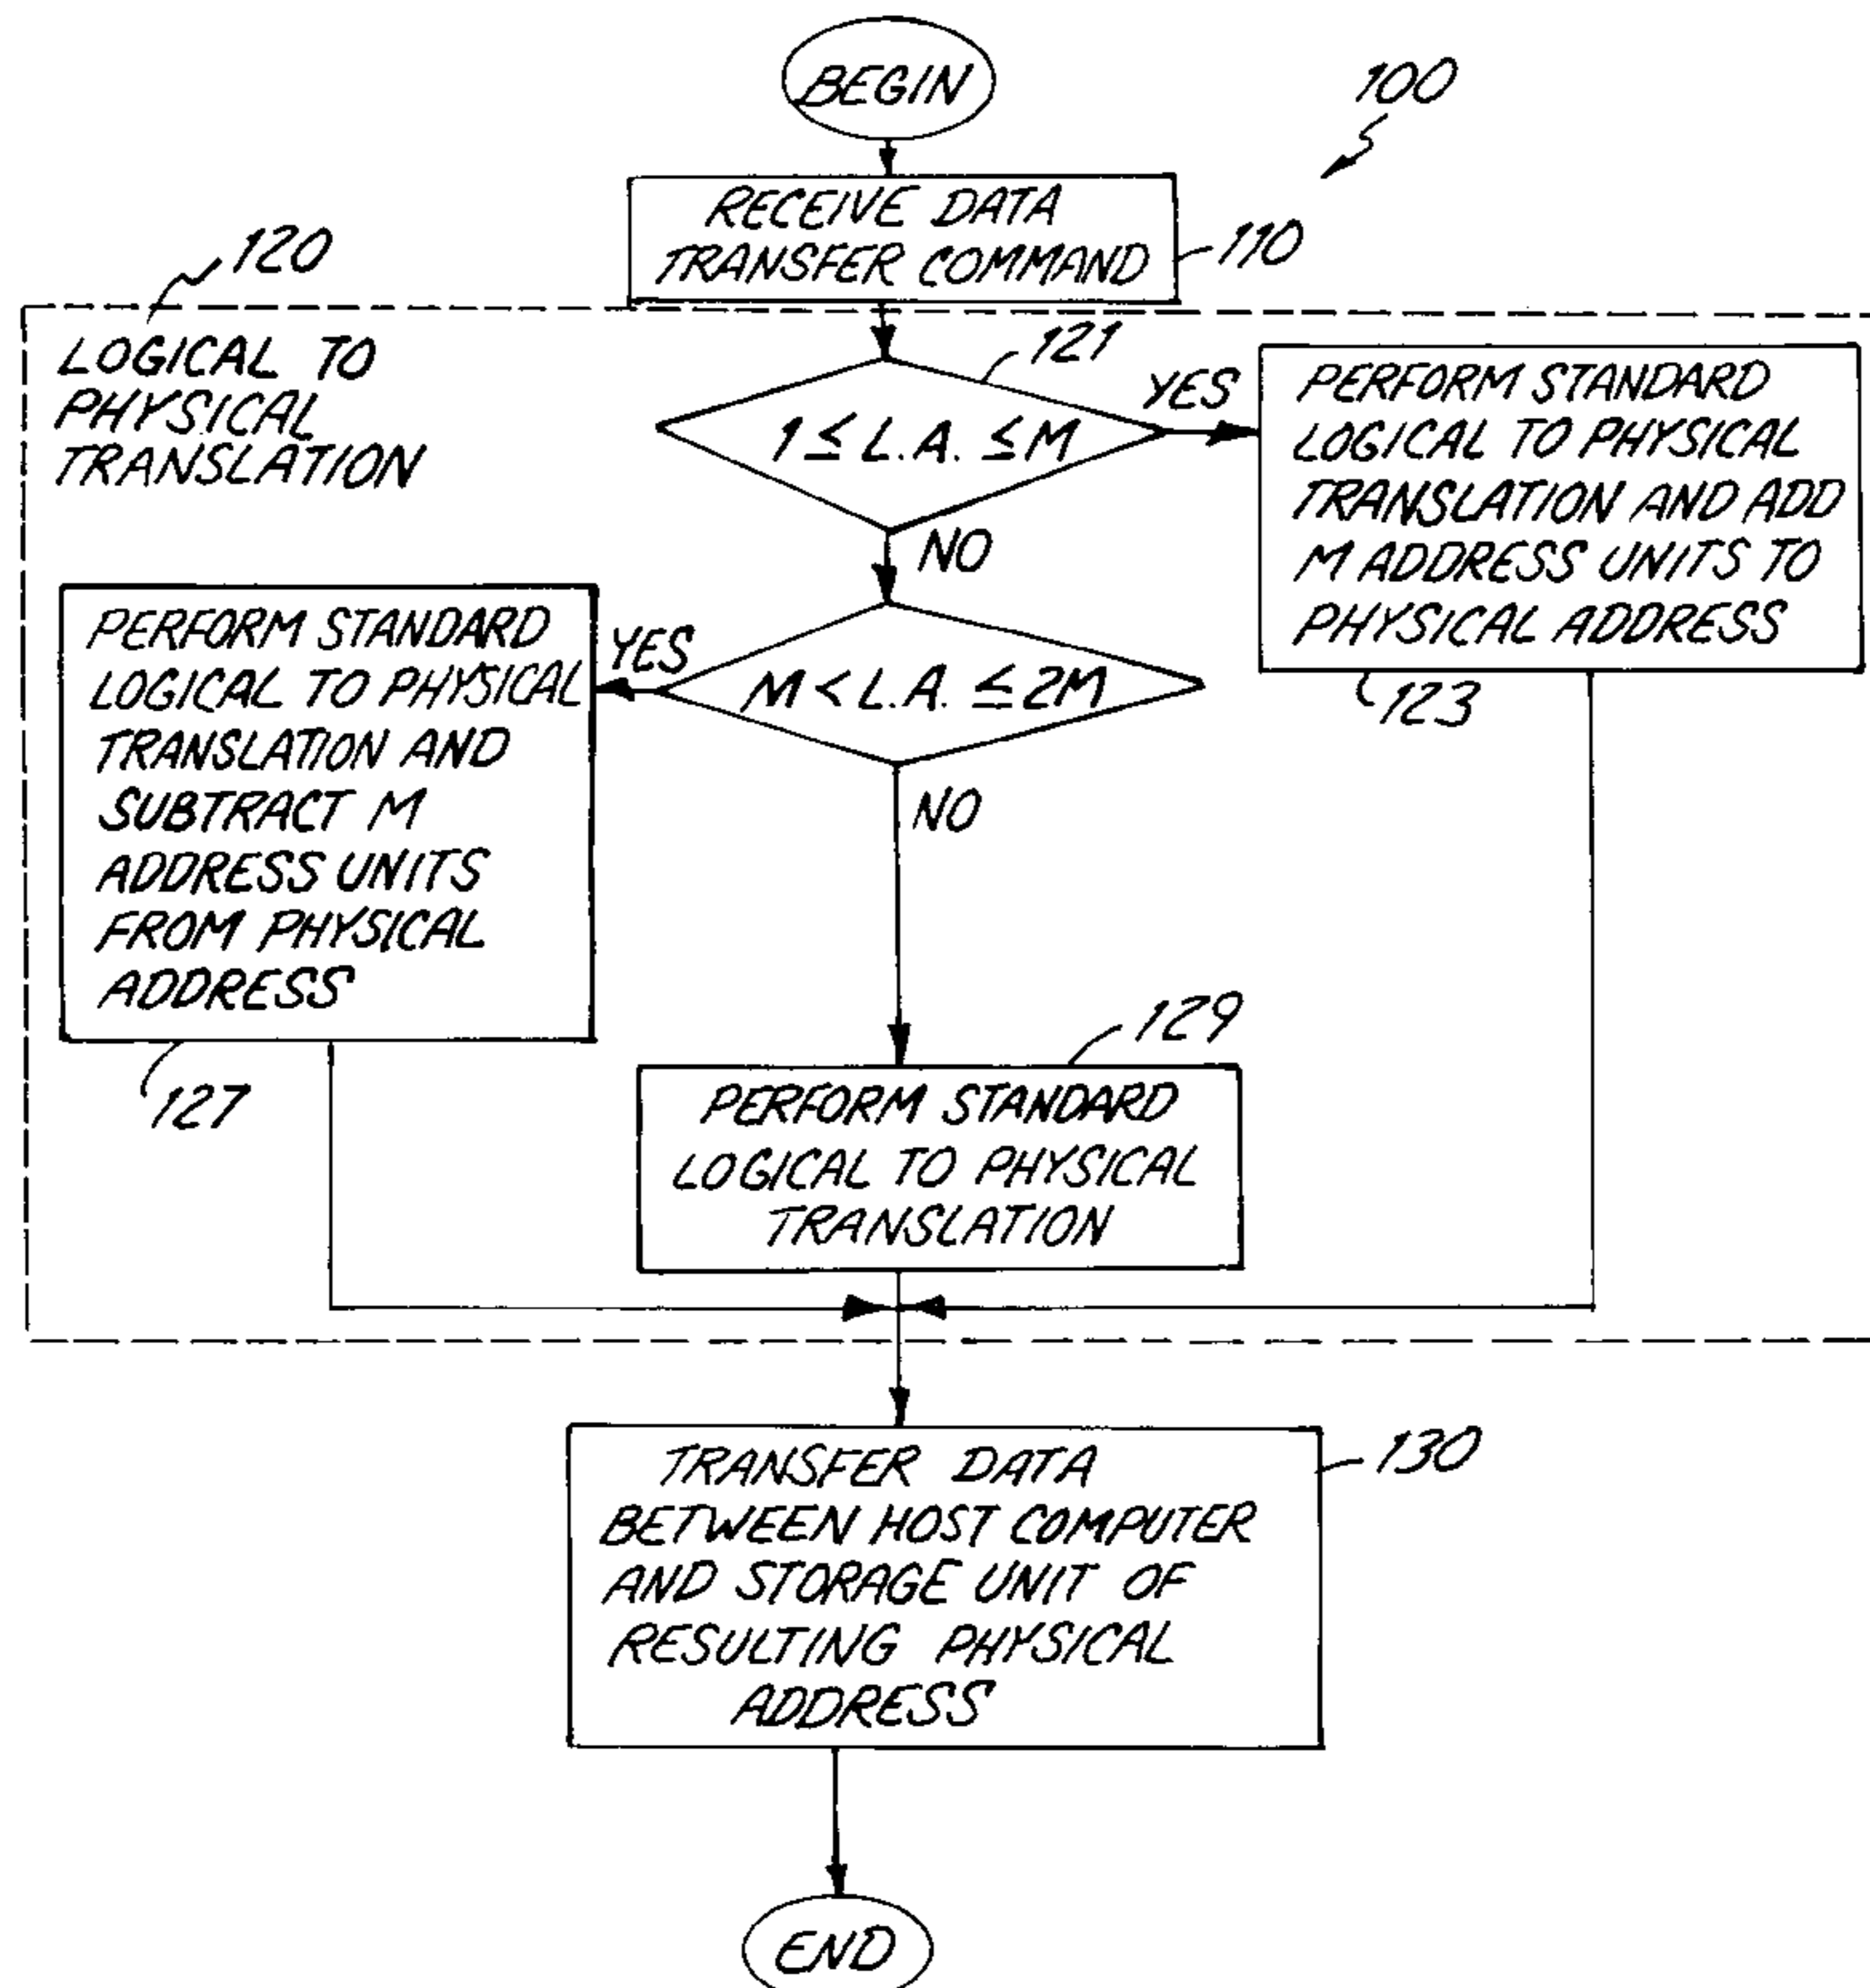 BEGIN
100
RECEIVE DATA
TRANSFER COMMAND
110
120
LOGICAL TO
PHYSICAL
TRANSLATION
121
1 ≤ L.A. ≤ M
YES
PERFORM STANDARD
LOGICAL TO PHYSICAL
TRANSLATION AND ADD
M ADDRESS UNITS TO
PHYSICAL ADDRESS
123
NO
M < L.A. ≤ 2M
YES
PERFORM STANDARD
LOGICAL TO PHYSICAL
TRANSLATION AND
SUBTRACT M
ADDRESS UNITS
FROM PHYSICAL
ADDRESS
127
NO
129
PERFORM STANDARD
LOGICAL TO PHYSICAL
TRANSLATION
TRANSFER DATA
BETWEEN HOST COMPUTER
AND STORAGE UNIT OF
RESULTING PHYSICAL
ADDRESS
130
END